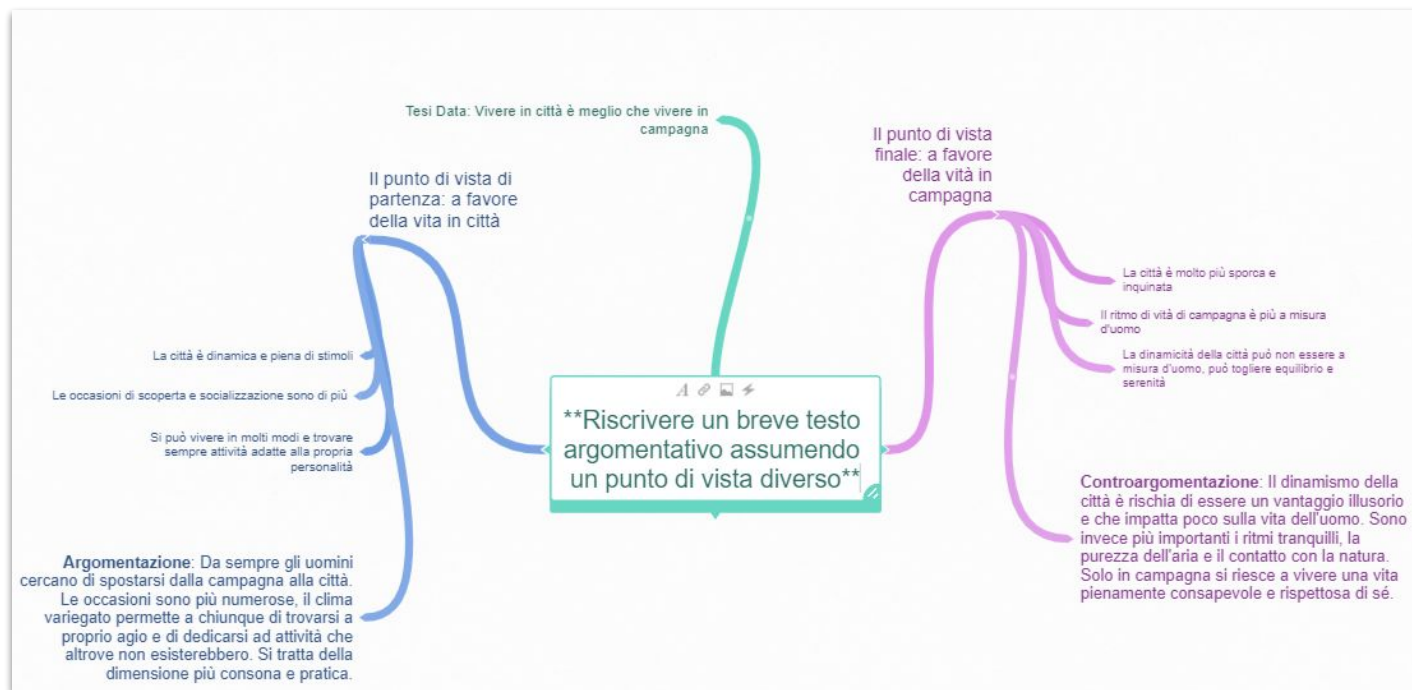 Tesi Data: Vivere in città è meglio che vivere in
campagna
Il punto di vista di
partenza: a favore
della vita in città
La città è dinamica e piena di stimoli
Le occasioni di scoperta e socializzazione sono di più
Si può vivere in molti modi e trovare
sempre attività adatte alla propria
personalità
Argomentazione: Da sempre gli uomini
cercano di spostarsi dalla campagna alla città.
Le occasioni sono più numerose, il clima
variegato permette a chiunque di trovarsi a
proprio agio e di dedicarsi ad attività che
altrove non esisterebbero. Si tratta della
dimensione più consona e pratica.
**Riscrivere un breve testo
argomentativo assumendo
un punto di vista diverso**
Il punto di vista
finale: a favore
della vità in
campagna
La città è molto più sporca e
inquinata
Il ritmo di vità di campagna è più a misura
d'uomo
La dinamicità della città può non essere a
misura d'uomo, può togliere equilibrio e
serenità
Controargomentazione: Il dinamismo della
città è rischia di essere un vantaggio illusorio
e che impatta poco sulla vita dell'uomo. Sono
invece più importanti i ritmi tranquilli, la
purezza dell'aria e il contatto con la natura.
Solo in campagna si riesce a vivere una vita
pienamente consapevole e rispettosa di sé.